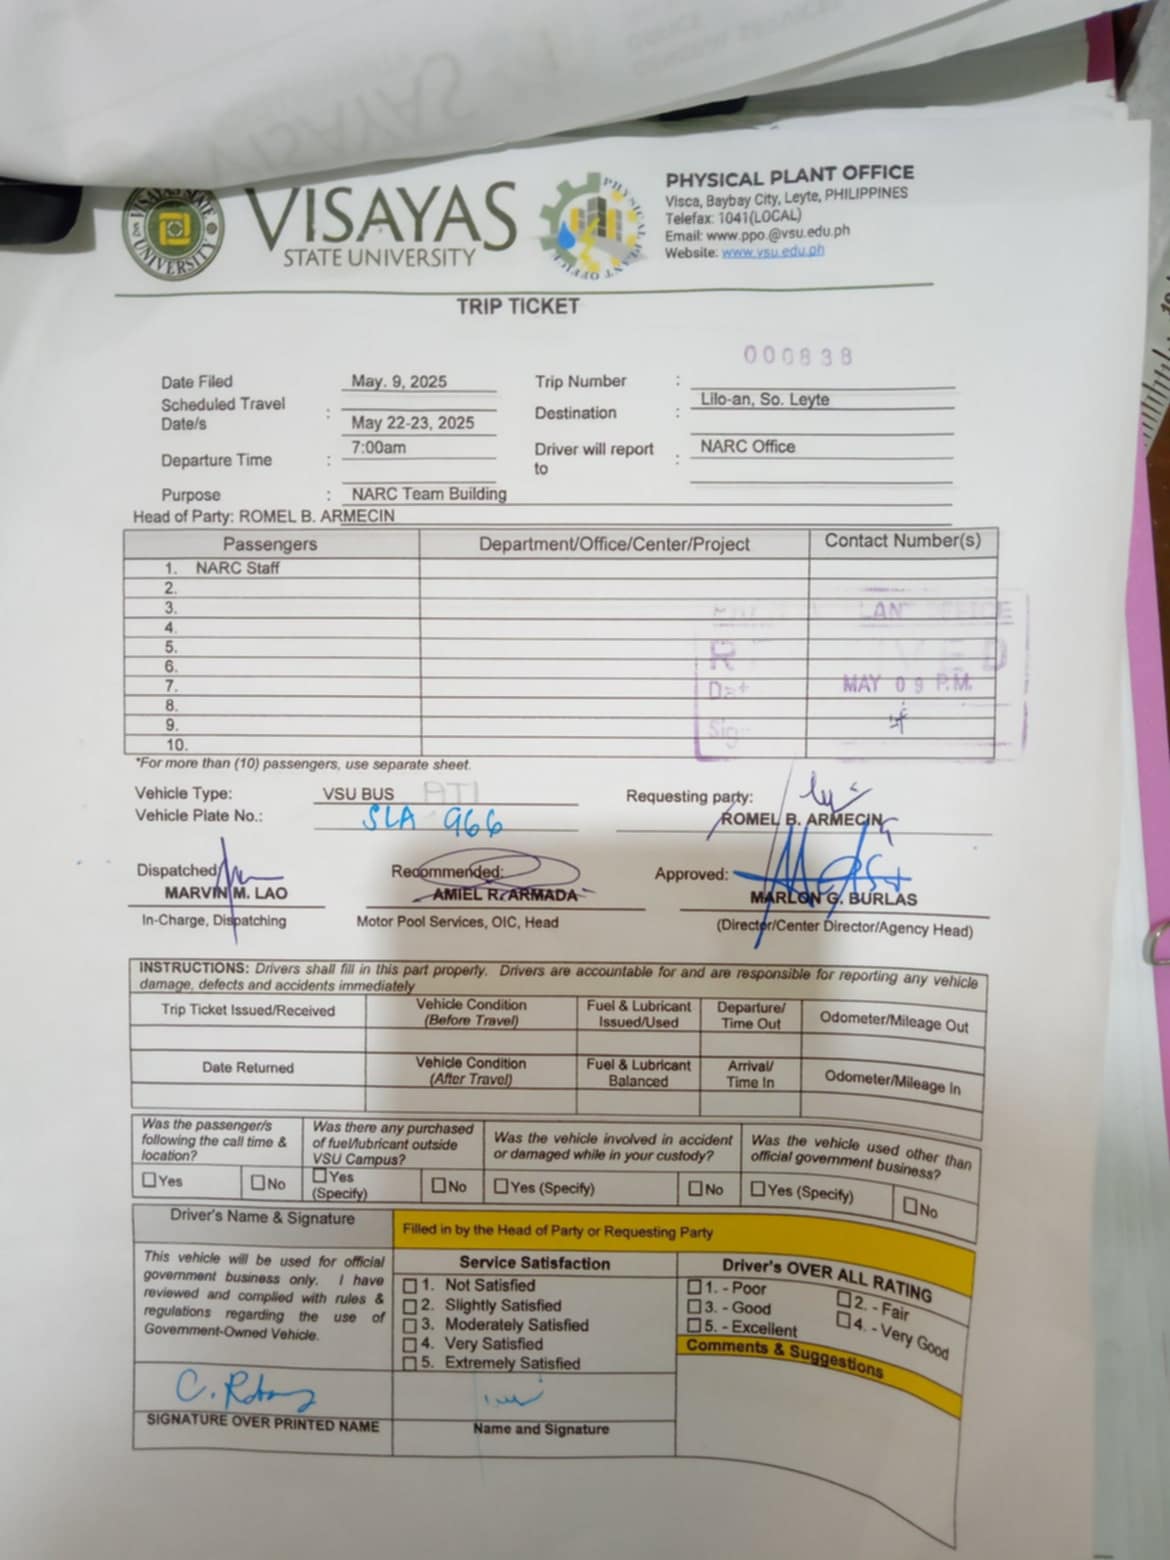 VISAYAS
STATE UNIVERSITY
VISAYAS STATE UNIVERSITY
PHYSICAL PLANT OFFICE
PHYSICAL PLANT OFFICE
Visca, Baybay City, Leyte, PHILIPPINES
Telefax: 1041(LOCAL)
Email: www.ppo.@vsu.edu.ph
Website: www.vsu.edu.ph
TRIP TICKET
000838
Date Filed May. 9, 2025 Trip Number :
Scheduled Travel Date/s : May 22-23, 2025 Destination : Lilo-an, So. Leyte
Departure Time : 7:00am Driver will report to : NARC Office
Purpose : NARC Team Building
Head of Party: ROMEL B. ARMECIN
Passengers Department/Office/Center/Project Contact Number(s)
1. NARC Staff
2.
3.
4.
5.
6.
7.
8.
9.
10.
LAN OFFICE
MAY 09 P.M.
*For more than (10) passengers, use separate sheet.
Vehicle Type: VSU BUS Requesting party:
Vehicle Plate No.: SLA 966 ROMEL B. ARMECIN
Dispatched: Recommended: Approved:
MARVIN M. LAO AMIEL R. ARMADA MARLON G. BURLAS
In-Charge, Dispatching Motor Pool Services, OIC, Head (Director/Center Director/Agency Head)
INSTRUCTIONS: Drivers shall fill in this part properly. Drivers are accountable for and are responsible for reporting any vehicle
damage, defects and accidents immediately
Trip Ticket Issued/Received Vehicle Condition (Before Travel) Fuel & Lubricant Issued/Used Departure/ Time Out Odometer/Mileage Out
Date Returned Vehicle Condition (After Travel) Fuel & Lubricant Balanced Arrival/ Time In Odometer/Mileage In
Was the passenger/s following the call time & location? Was there any purchased of fuel/lubricant outside VSU Campus? Was the vehicle involved in accident or damaged while in your custody? Was the vehicle used other than official government business?
Yes No Yes (Specify) No Yes (Specify) No Yes (Specify) No
Driver's Name & Signature
Filled in by the Head of Party or Requesting Party
This vehicle will be used for official
government business only. I have
reviewed and complied with rules &
regulations regarding the use of
Government-Owned Vehicle.
SIGNATURE OVER PRINTED NAME
Service Satisfaction
1. Not Satisfied
2. Slightly Satisfied
3. Moderately Satisfied
4. Very Satisfied
5. Extremely Satisfied
Name and Signature
Driver's OVER ALL RATING
1. - Poor 2. - Fair
3. - Good 4. - Very Good
5. - Excellent
Comments & Suggestions